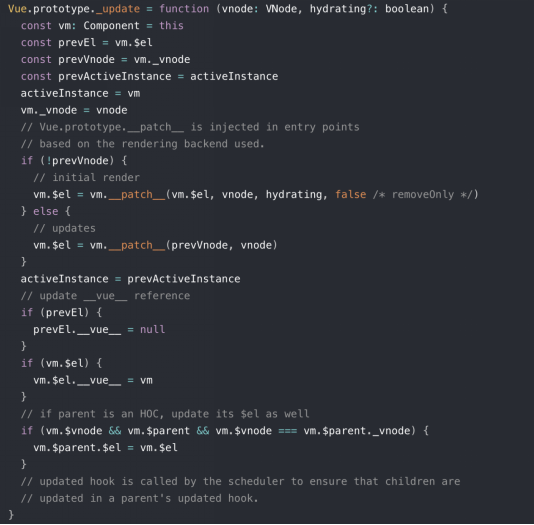 Vue.prototype._update = function (vnode: VNode, hydrating?: boolean) {
  const vm: Component = this
  const prevEl = vm.$el
  const prevVnode = vm._vnode
  const prevActiveInstance = activeInstance
  activeInstance = vm
  vm._vnode = vnode
  // Vue.prototype.__patch__ is injected in entry points
  // based on the rendering backend used.
  if (!prevVnode) {
    // initial render
    vm.$el = vm.__patch__(vm.$el, vnode, hydrating, false /* removeOnly */)
  } else {
    // updates
    vm.$el = vm.__patch__(prevVnode, vnode)
  }
  activeInstance = prevActiveInstance
  // update __vue__ reference
  if (prevEl) {
    prevEl.__vue__ = null
  }
  if (vm.$el) {
    vm.$el.__vue__ = vm
  }
  // if parent is an HOC, update its $el as well
  if (vm.$vnode && vm.$parent && vm.$vnode === vm.$parent._vnode) {
    vm.$parent.$el = vm.$el
  }
  // updated hook is called by the scheduler to ensure that children are
  // updated in a parent's updated hook.
}